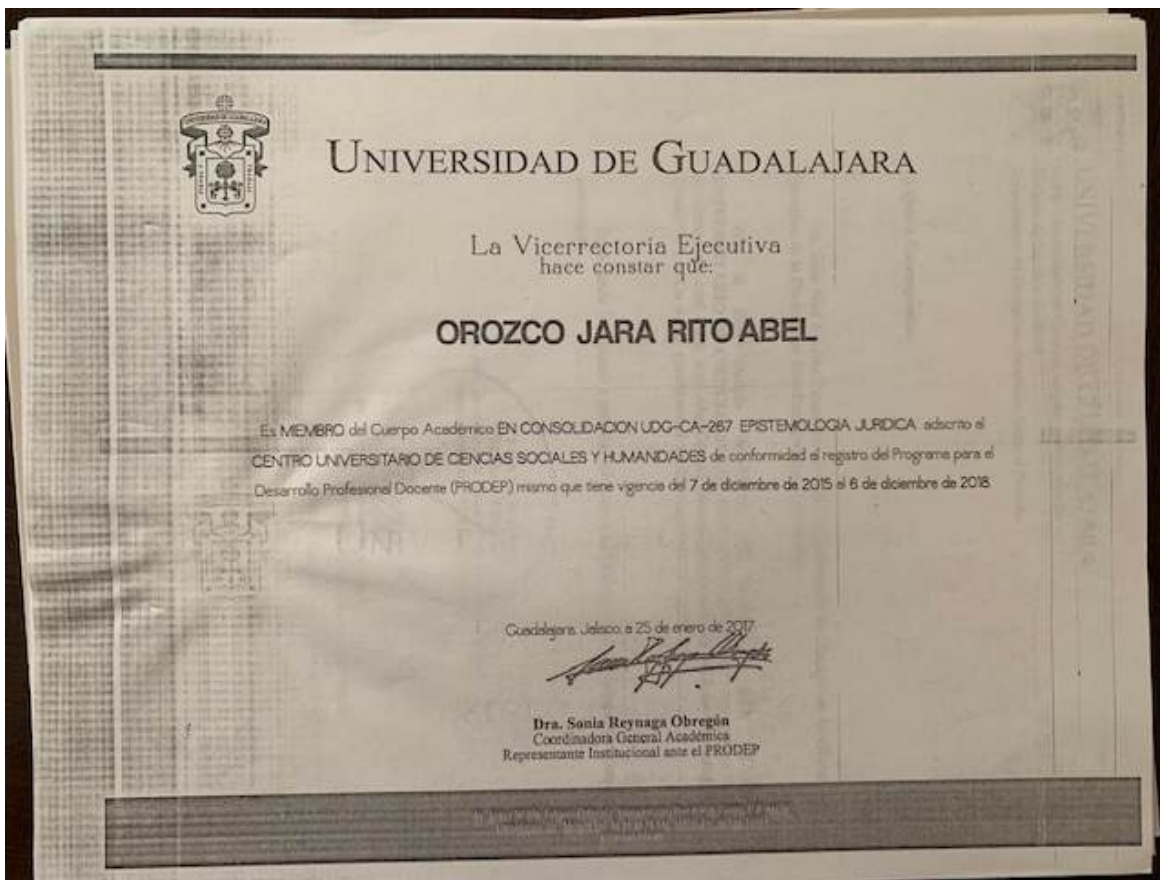 UNIVERSIDAD DE GUADALAJARA
La Vicerrectoría Ejecutiva
hace constar que:
OROZCO JARA RITO ABEL
Es MIEMBRO del Cuerpo Académico EN CONSOLIDACION UDG-CA-267 EPISTEMOLOGIA JURIDICA adscrito al
CENTRO UNIVERSITARIO DE CIENCIAS SOCIALES Y HUMANIDADES de conformidad al registro del Programa para el
Desarrollo Profesional Docente (PRODEP) mismo que tiene vigencia del 7 de diciembre de 2015 al 6 de diciembre de 2018
Guadalajara, Jalisco; a 25 de enero de 2017
Dra. Sonia Reynaga Obregón
Coordinadora General Académica
Representante Institucional ante el PRODEP